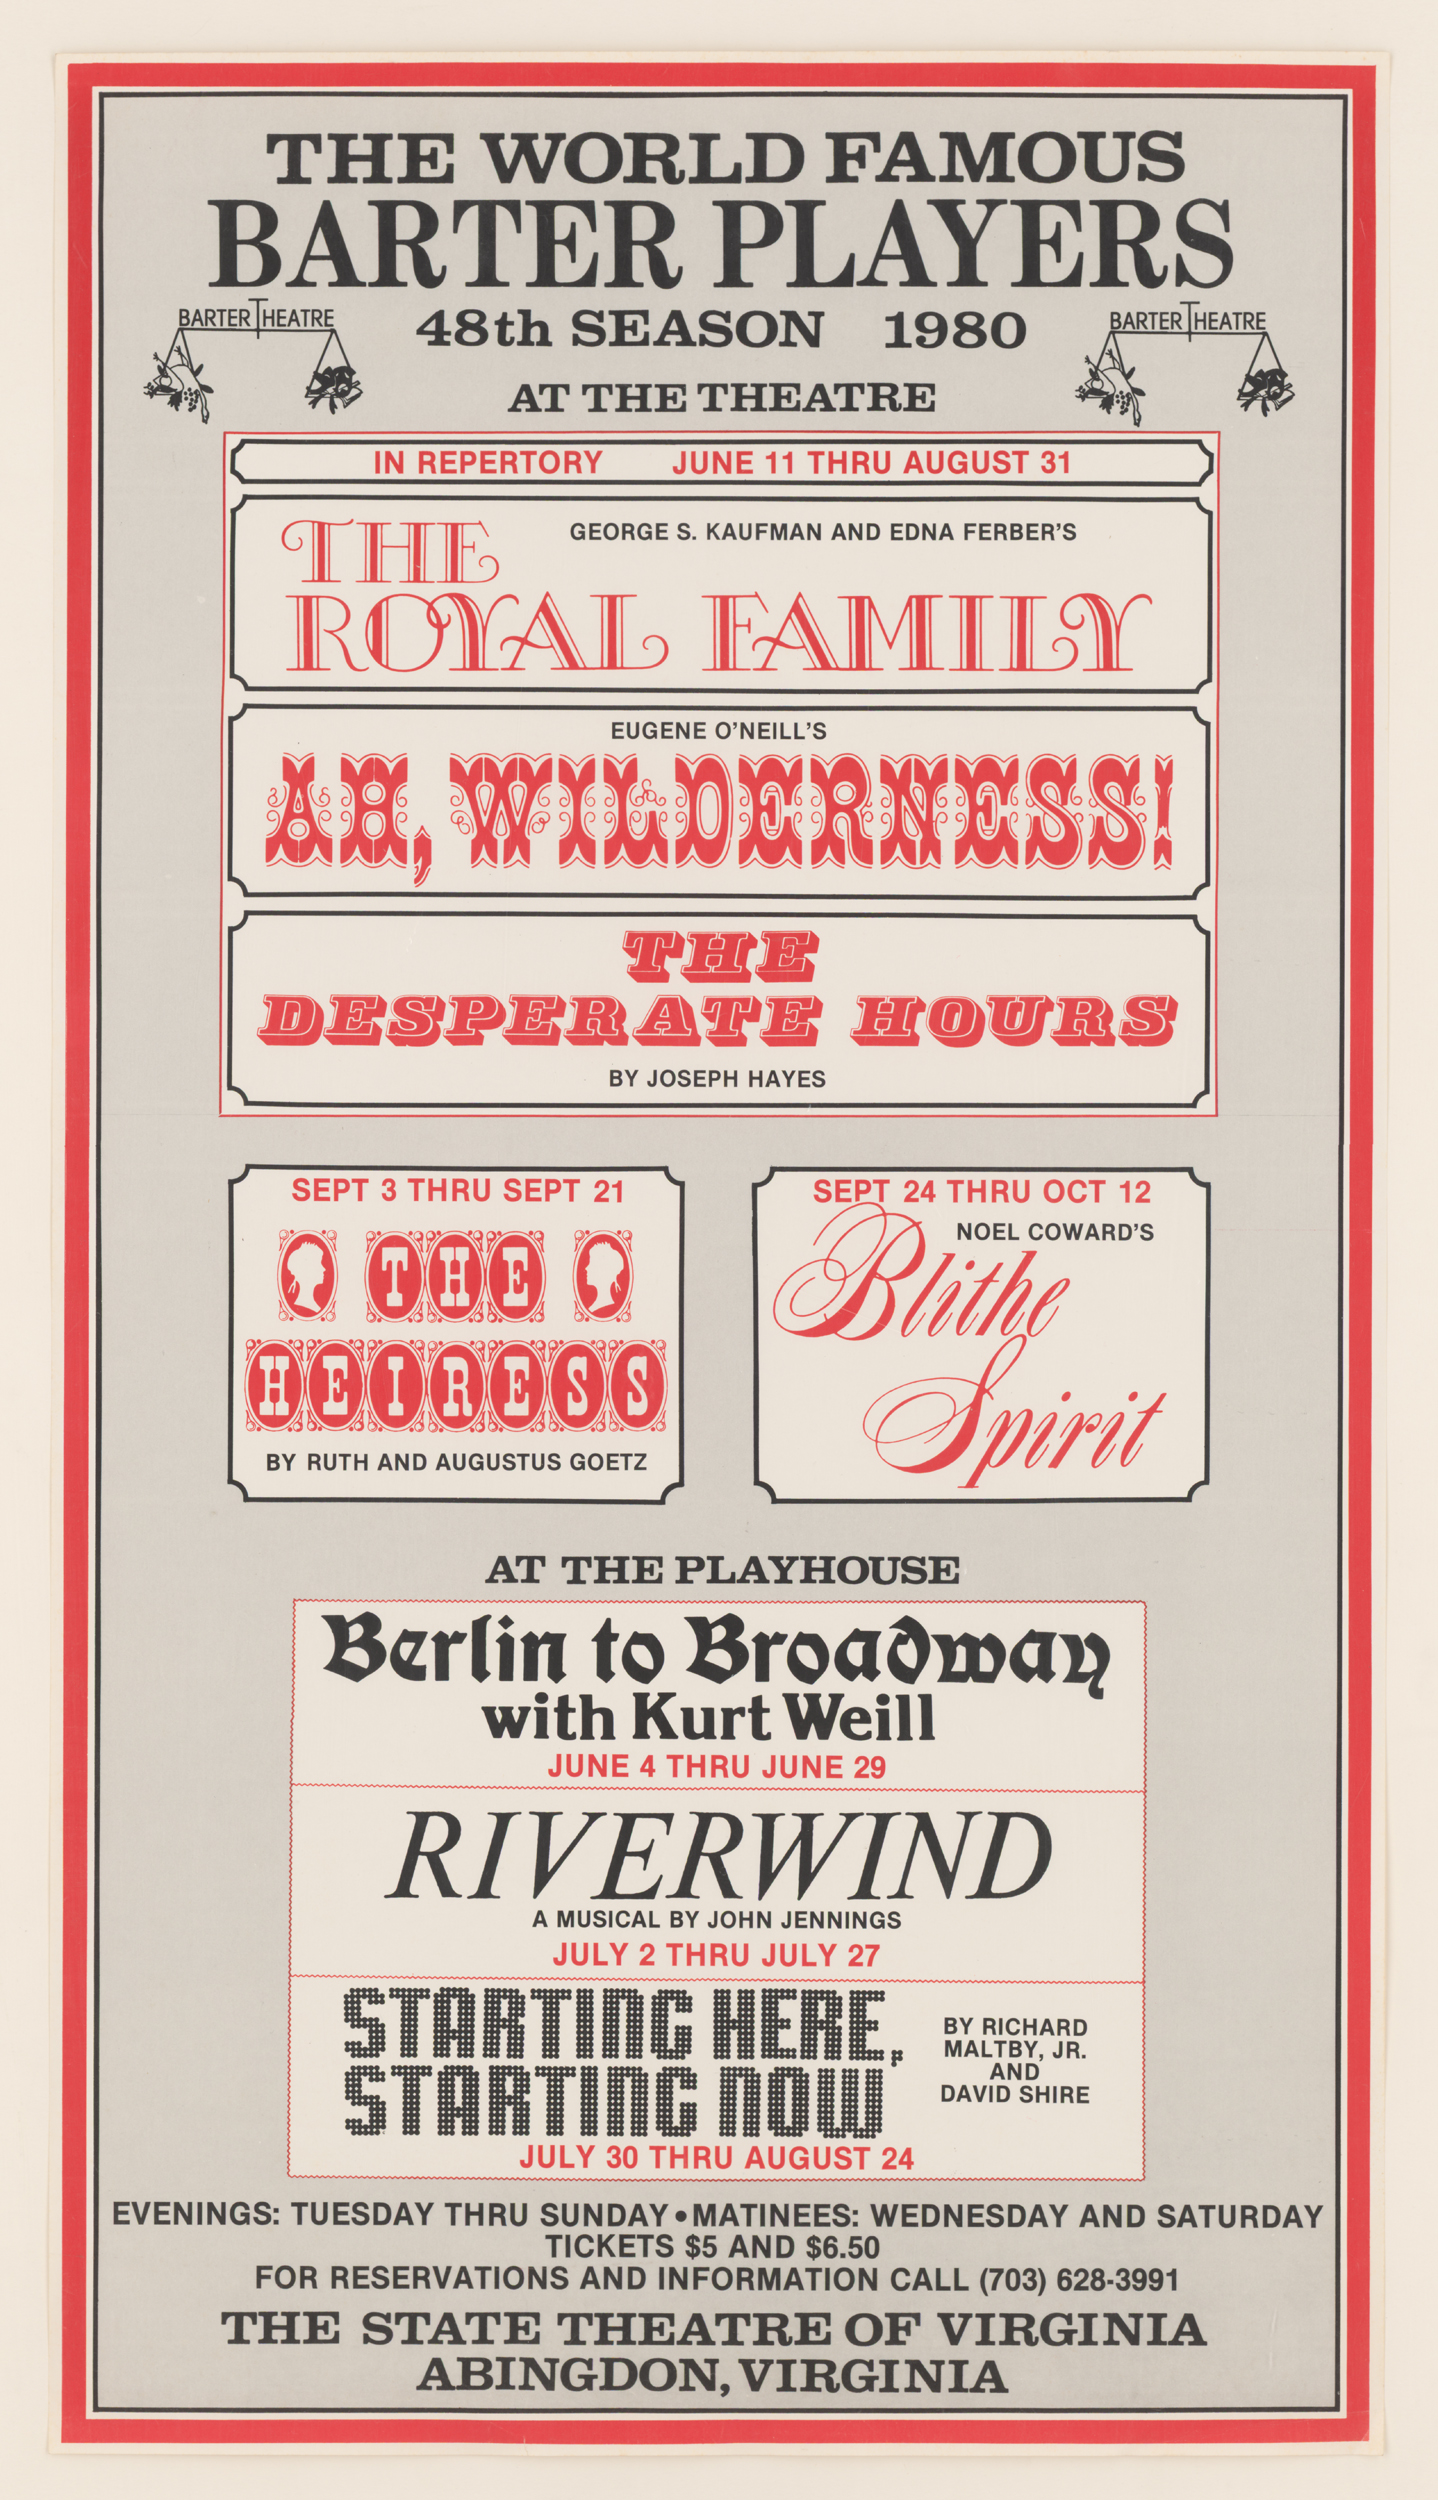 THE WORLD FAMOUS
BARTER PLAYERS
BARTER THEATRE
48th SEASON 1980
BARTER THEATRE
AT THE THEATRE
IN REPERTORY JUNE 11 THRU AUGUST 31
GEORGE S. KAUFMAN AND EDNA FERBER'S
THE
ROYAL FAMILY
EUGENE O'NEILL'S
AH, WILDERNESS!
THE
DESPERATE HOURS
BY JOSEPH HAYES
SEPT 3 THRU SEPT 21
THE
HEIRESS
BY RUTH AND AUGUSTUS GOETZ
SEPT 24 THRU OCT 12
NOEL COWARD'S
Blithe
Spirit
AT THE PLAYHOUSE
Berlin to Broadway
with Kurt Weill
JUNE 4 THRU JUNE 29
RIVERWIND
A MUSICAL BY JOHN JENNINGS
JULY 2 THRU JULY 27
STARTING HERE,
STARTING NOW
BY RICHARD
MALTBY, JR.
AND
DAVID SHIRE
JULY 30 THRU AUGUST 24
EVENINGS: TUESDAY THRU SUNDAY • MATINEES: WEDNESDAY AND SATURDAY
TICKETS $5 AND $6.50
FOR RESERVATIONS AND INFORMATION CALL (703) 628-3991
THE STATE THEATRE OF VIRGINIA
ABINGDON, VIRGINIA